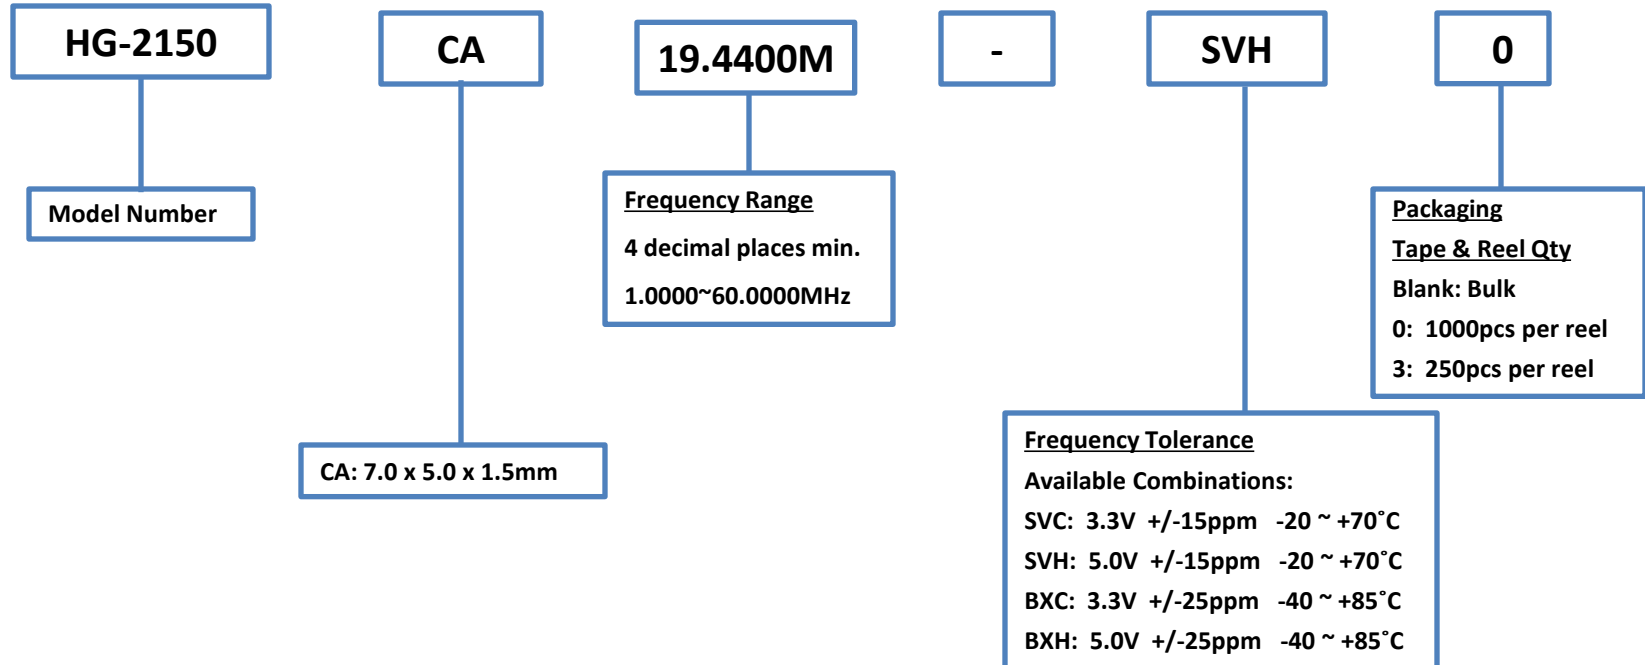 HG-2150
CA
19.4400M
-
SVH
0
Model Number
Frequency Range
4 decimal places min.
1.0000~60.0000MHz
Packaging
Tape & Reel Qty
Blank: Bulk
0: 1000pcs per reel
3: 250pcs per reel
CA: 7.0 x 5.0 x 1.5mm
Frequency Tolerance
Available Combinations:
SVC: 3.3V +/-15ppm -20 ~ +70˚C
SVH: 5.0V +/-15ppm -20 ~ +70˚C
BXC: 3.3V +/-25ppm -40 ~ +85˚C
BXH: 5.0V +/-25ppm -40 ~ +85˚C